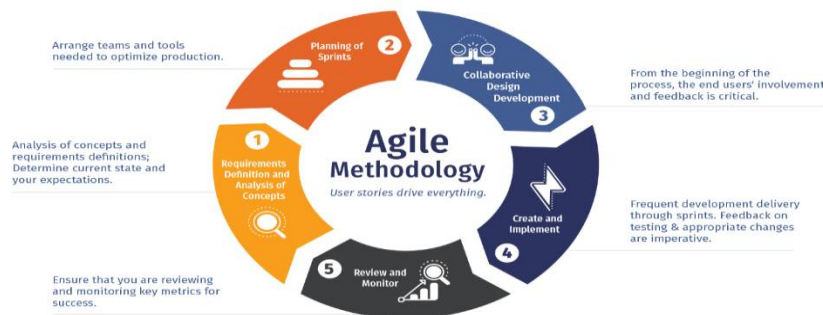 Agile
Methodology
User stories drive everything.
1
Requirements
Definition and
Analysis of
Concepts
Analysis of concepts and
requirements definitions;
Determine current state and
your expectations.
2
Planning of
Sprints
Arrange teams and tools
needed to optimize production.
Collaborative
Design
Development
3
From the beginning of the
process, the end users' involvement
and feedback is critical.
Create and
Implement
4
Frequent development delivery
through sprints. Feedback on
testing & appropriate changes
are imperative.
5
Review and
Monitor
Ensure that you are reviewing
and monitoring key metrics for
success.